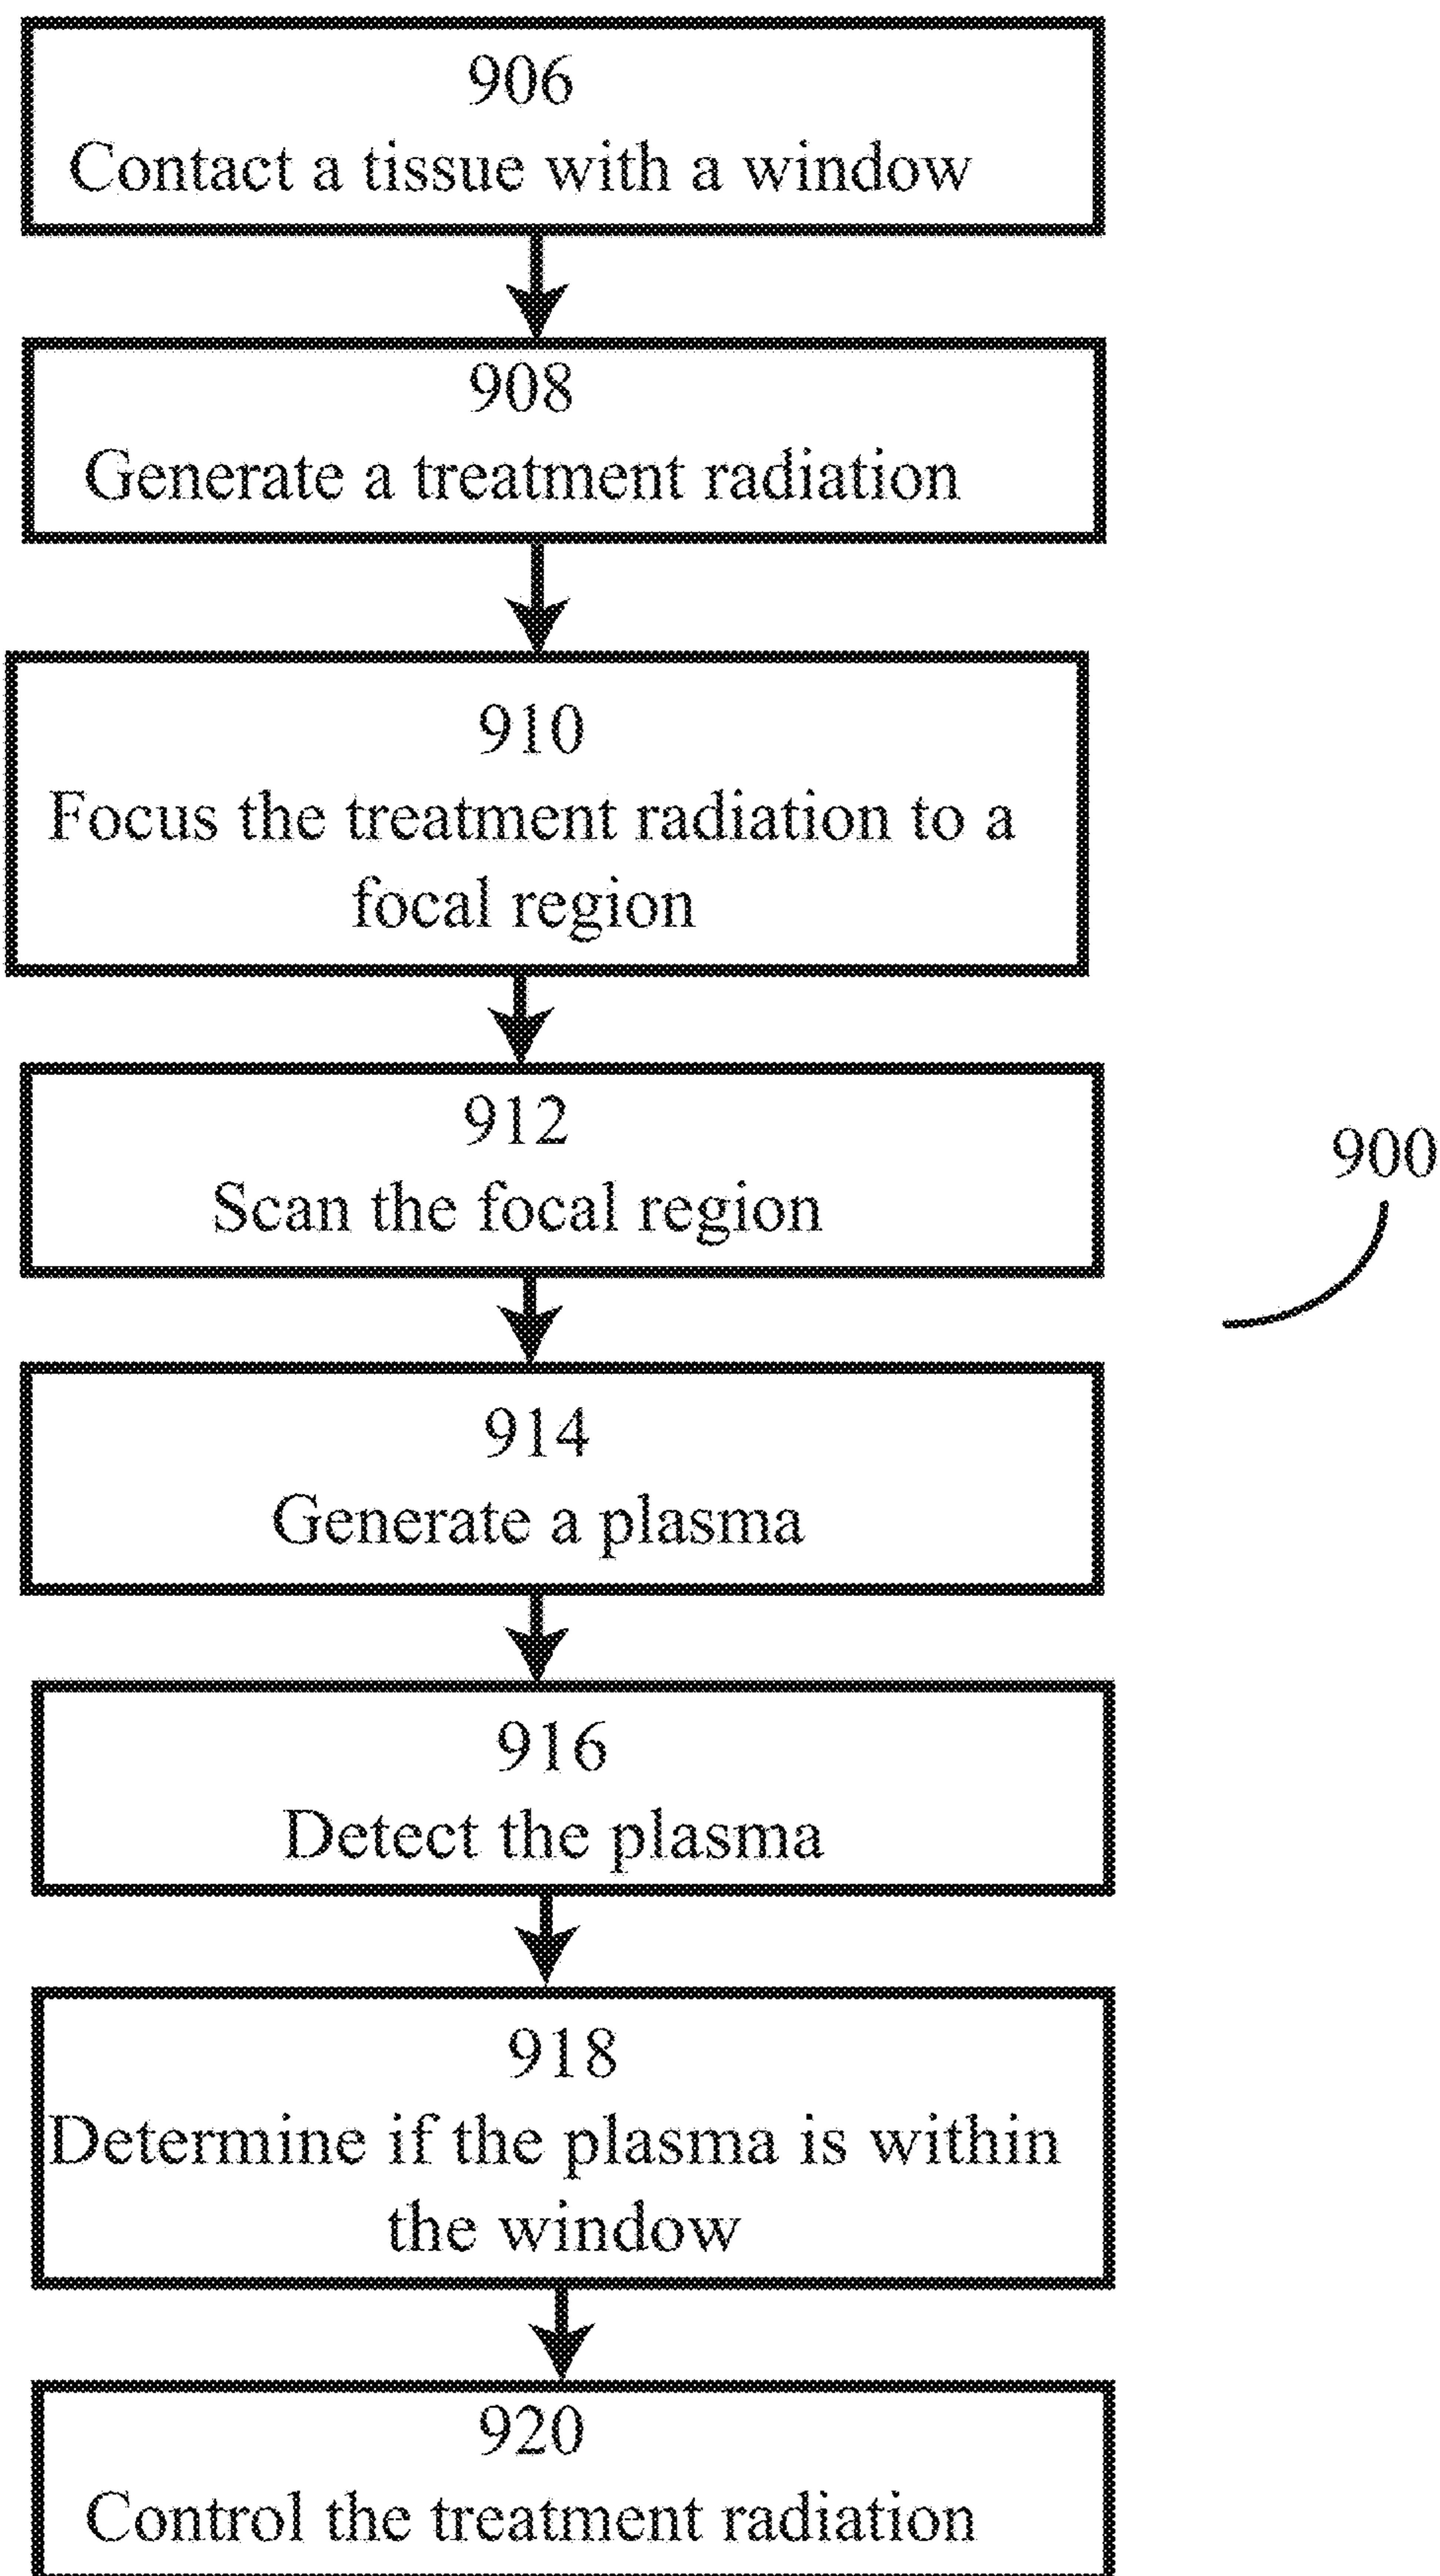 906
Contact a tissue with a window
908
Generate a treatment radiation
910
Focus the treatment radiation to a
focal region
912
Scan the focal region
900
914
Generate a plasma
916
Detect the plasma
918
Determine if the plasma is within
the window
920
Control the treatment radiation